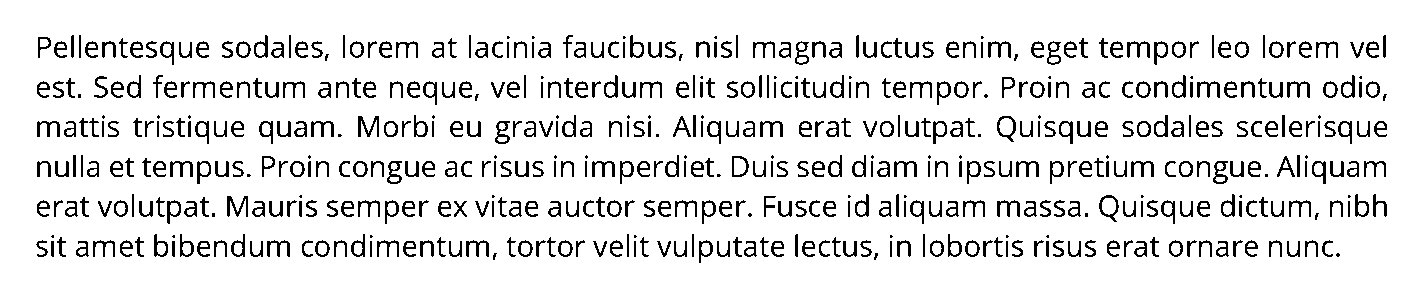 Pellentesque sodales, lorem at lacinia faucibus, nisl magna luctus enim, eget tempor leo lorem vel
est. Sed fermentum ante neque, vel interdum elit sollicitudin tempor. Proin ac condimentum odio,
mattis tristique quam. Morbi eu gravida nisi. Aliquam erat volutpat. Quisque sodales scelerisque
nulla et tempus. Proin congue ac risus in imperdiet. Duis sed diam in ipsum pretium congue. Aliquam
erat volutpat. Mauris semper ex vitae auctor semper. Fusce id aliquam massa. Quisque dictum, nibh
sit amet bibendum condimentum, tortor velit vulputate lectus, in lobortis risus erat ornare nunc.